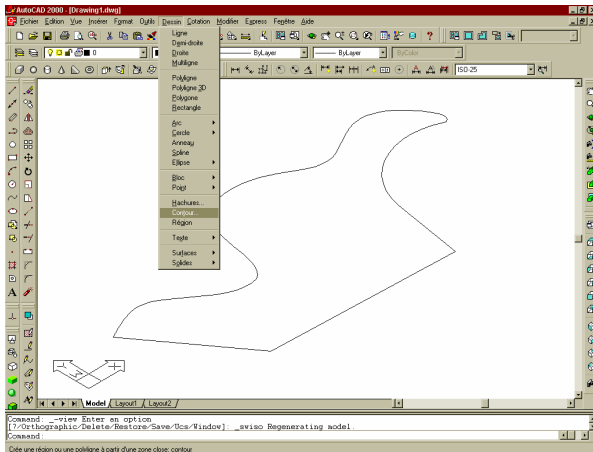 AutoCAD 2000 - [Drawing1.dwg]
Fichier Edition Vue Insérer Format Outils Dessin Cotation Modifier Express Fenêtre Aide
0 ByLayer ByLayer ByColor
ISO-25
Ligne
Demi-droite
Droite
Multiligne
Polyligne
Polyligne 3D
Polygone
Rectangle
Arc
Cercle
Anneau
Spline
Ellipse
Bloc
Point
Hachures...
Contour...
Région
Texte
Surfaces
Solides
A
Model Layout1 Layout2
Command: _-view Enter an option
[?/Orthographic/Delete/Restore/Save/Ucs/Window]: _swiso Regenerating model.
Command:
Crée une région ou une polyligne à partir d'une zone close: contour